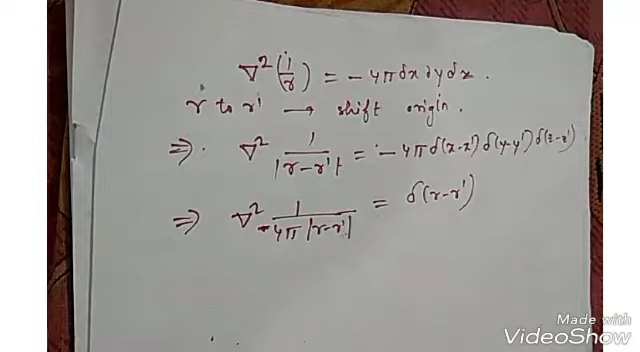 ∇²(1/r) = - 4π δx δy δz .
r to r' → shift origin .
⇒ ∇² 1/|r-r'| = - 4π δ(x-x') δ(y-y') δ(z-z')
⇒ ∇² 1/-4π|r-r'| = δ(r-r')
Made with
VideoShow